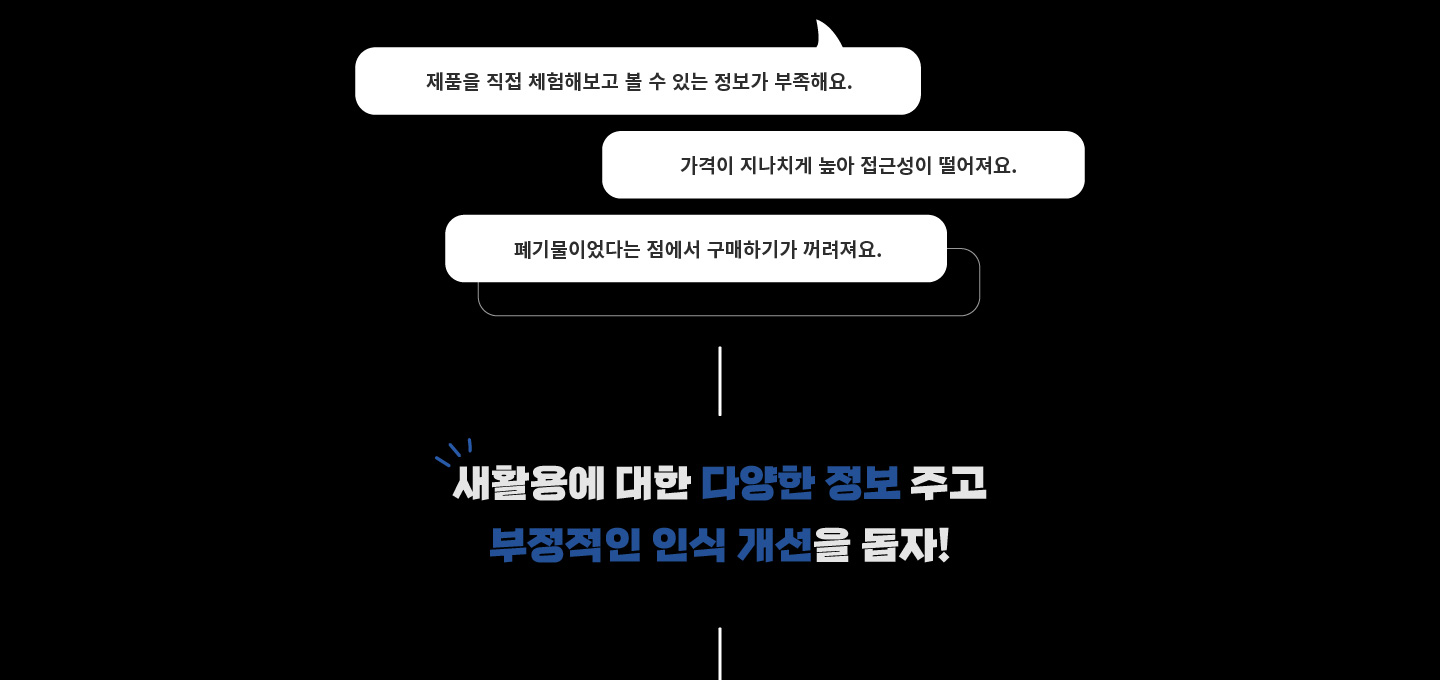 제품을 직접 체험해보고 볼 수 있는 정보가 부족해요.
가격이 지나치게 높아 접근성이 떨어져요.
폐기물이었다는 점에서 구매하기가 꺼려져요.
새활용에 대한 다양한 정보 주고
부정적인 인식 개선을 돕자!